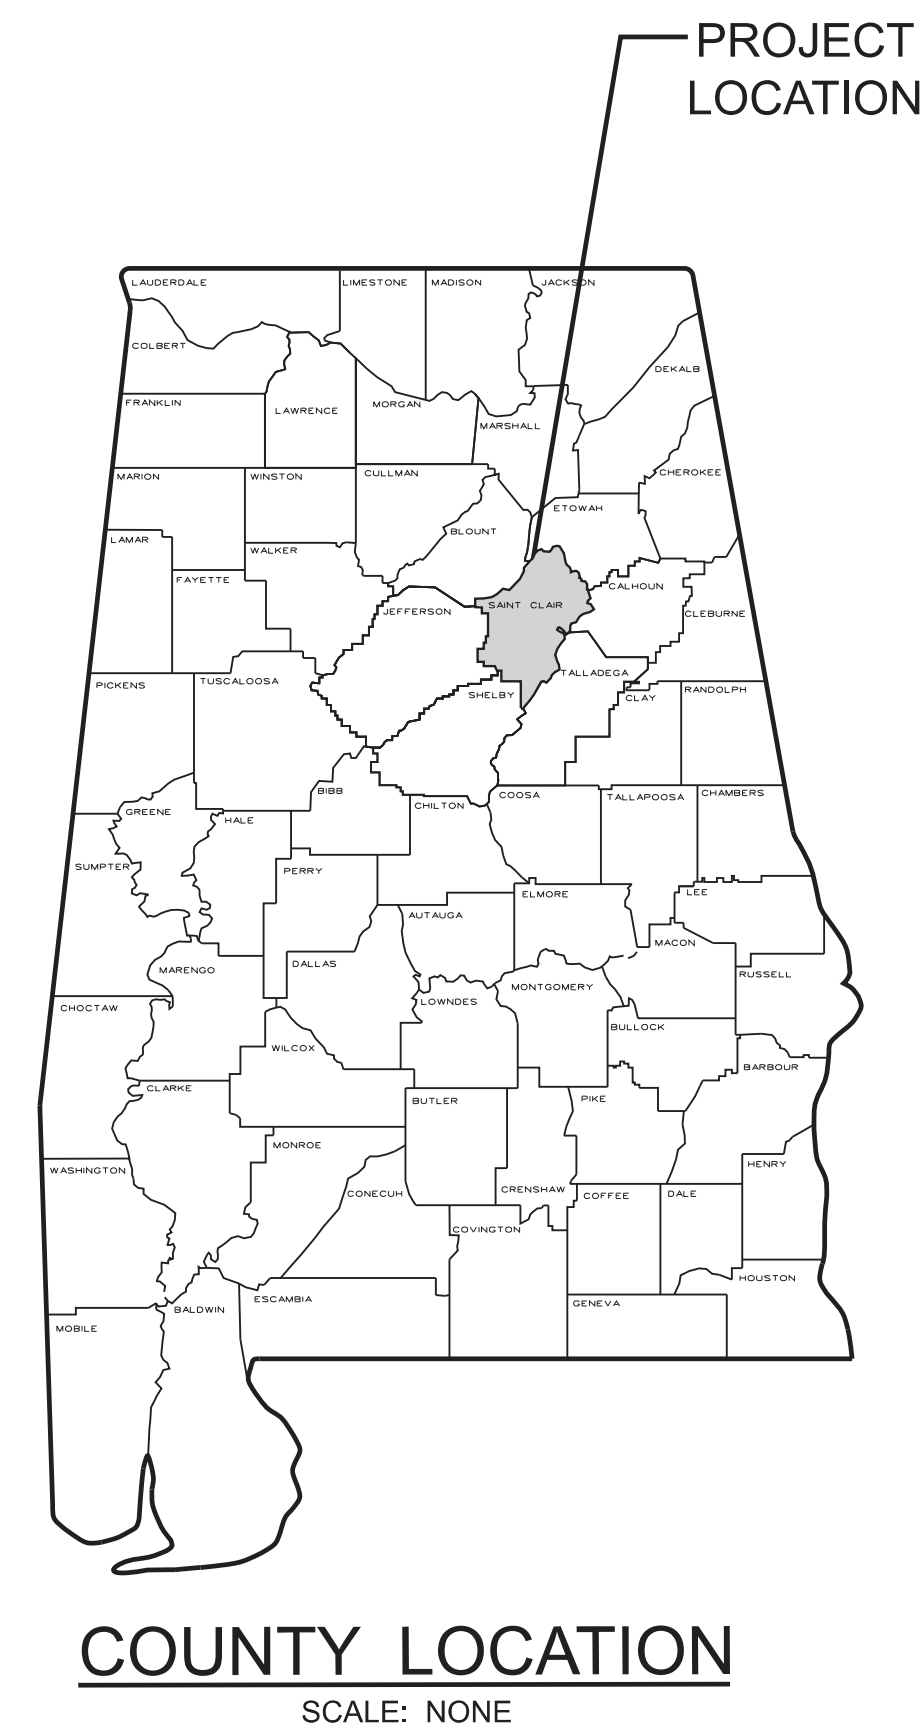 PROJECT
LOCATION
LAUDERDALE
LIMESTONE
MADISON
JACKSON
COLBERT
DEKALB
FRANKLIN
LAWRENCE
MORGAN
MARSHALL
CHEROKEE
MARION
WINSTON
CULLMAN
ETOWAH
BLOUNT
LAMAR
WALKER
FAYETTE
CALHOUN
JEFFERSON
SAINT CLAIR
CLEBURNE
TALLADEGA
PICKENS
TUSCALOOSA
SHELBY
CLAY
RANDOLPH
BIBB
COOSA
TALLAPOOSA
CHAMBERS
CHILTON
GREENE
HALE
SUMPTER
PERRY
ELMORE
LEE
AUTAUGA
MACON
DALLAS
MARENGO
RUSSELL
MONTGOMERY
LOWNDES
CHOCTAW
BULLOCK
WILCOX
BARBOUR
CLARKE
BUTLER
PIKE
MONROE
WASHINGTON
HENRY
CONECUH
CRENSHAW
COFFEE
DALE
COVINGTON
HOUSTON
ESCAMBIA
GENEVA
BALDWIN
MOBILE
COUNTY LOCATION
SCALE: NONE